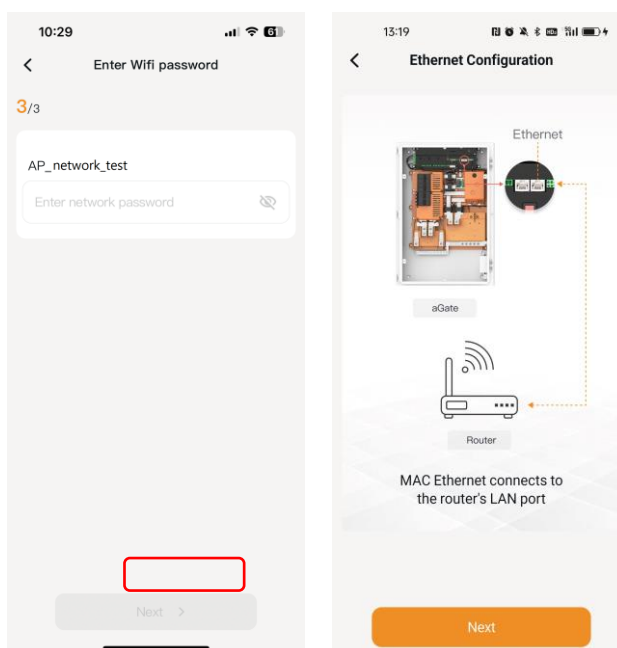 10:29
Enter Wifi password
3/3
AP_network_test
Enter network password
Next >
13:19
Ethernet Configuration
Ethernet
aGate
Router
MAC Ethernet connects to
the router's LAN port
Next